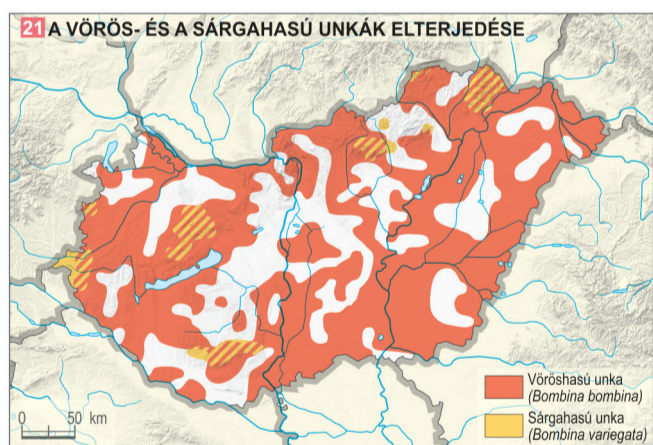 21 A VÖRÖS- ÉS A SÁRGAHASÚ UNKÁK ELTERJEDÉSE
Vöröshasú unka
(Bombina bombina)
Sárgahasú unka
(Bombina variegata)
0 50 km